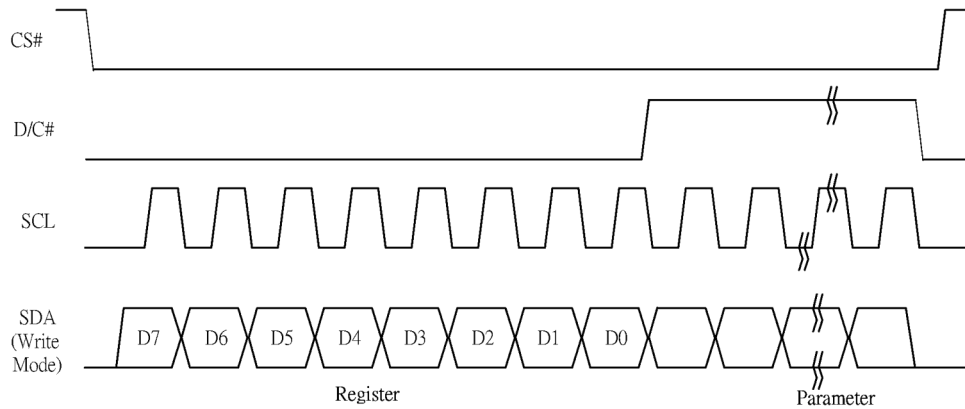 CS#
D/C#
SCL
SDA
(Write
Mode)
D7 D6 D5 D4 D3 D2 D1 D0
Register Parameter